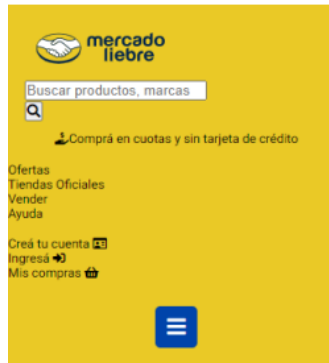 mercado
liebre
Buscar productos, marcas
Comprá en cuotas y sin tarjeta de crédito
Ofertas
Tiendas Oficiales
Vender
Ayuda
Creá tu cuenta
Ingresá
Mis compras